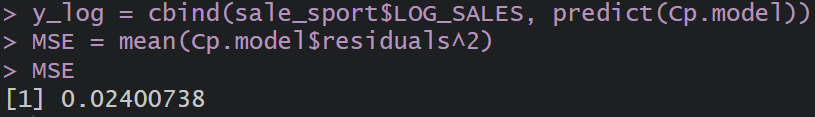 > y_log = cbind(sale_sport$LOG_SALES, predict(Cp.model))
> MSE = mean(Cp.model$residuals^2)
> MSE
[1] 0.02400738